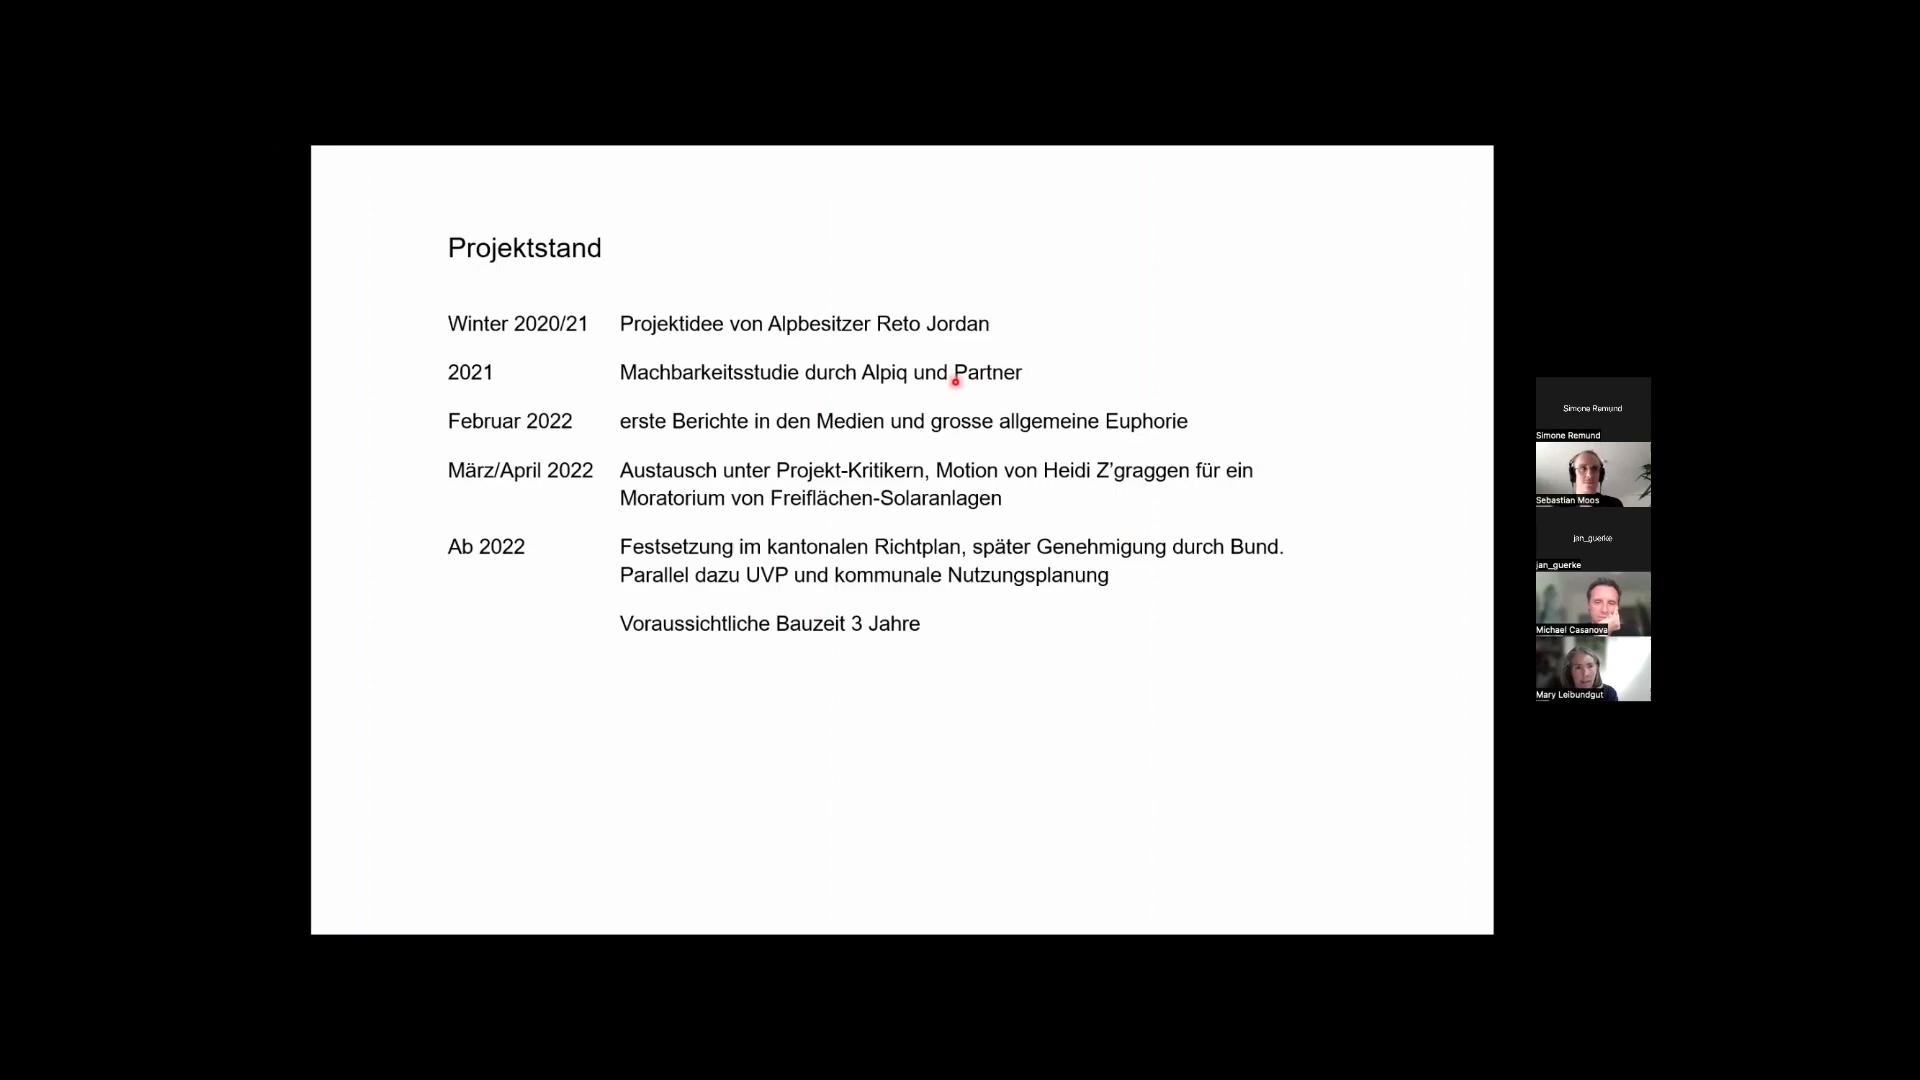 Projektstand
Winter 2020/21 Projektidee von Alpbesitzer Reto Jordan
2021 Machbarkeitsstudie durch Alpiq und Partner
Februar 2022 erste Berichte in den Medien und grosse allgemeine Euphorie
März/April 2022 Austausch unter Projekt-Kritikern, Motion von Heidi Z’graggen für ein
Moratorium von Freiflächen-Solaranlagen
Ab 2022 Festsetzung im kantonalen Richtplan, später Genehmigung durch Bund.
Parallel dazu UVP und kommunale Nutzungsplanung
Voraussichtliche Bauzeit 3 Jahre
Simone Remund
Simone Remund
Sebastian Moos
jan_guerke
jan_guerke
Michael Casanova
Mary Leibundgut